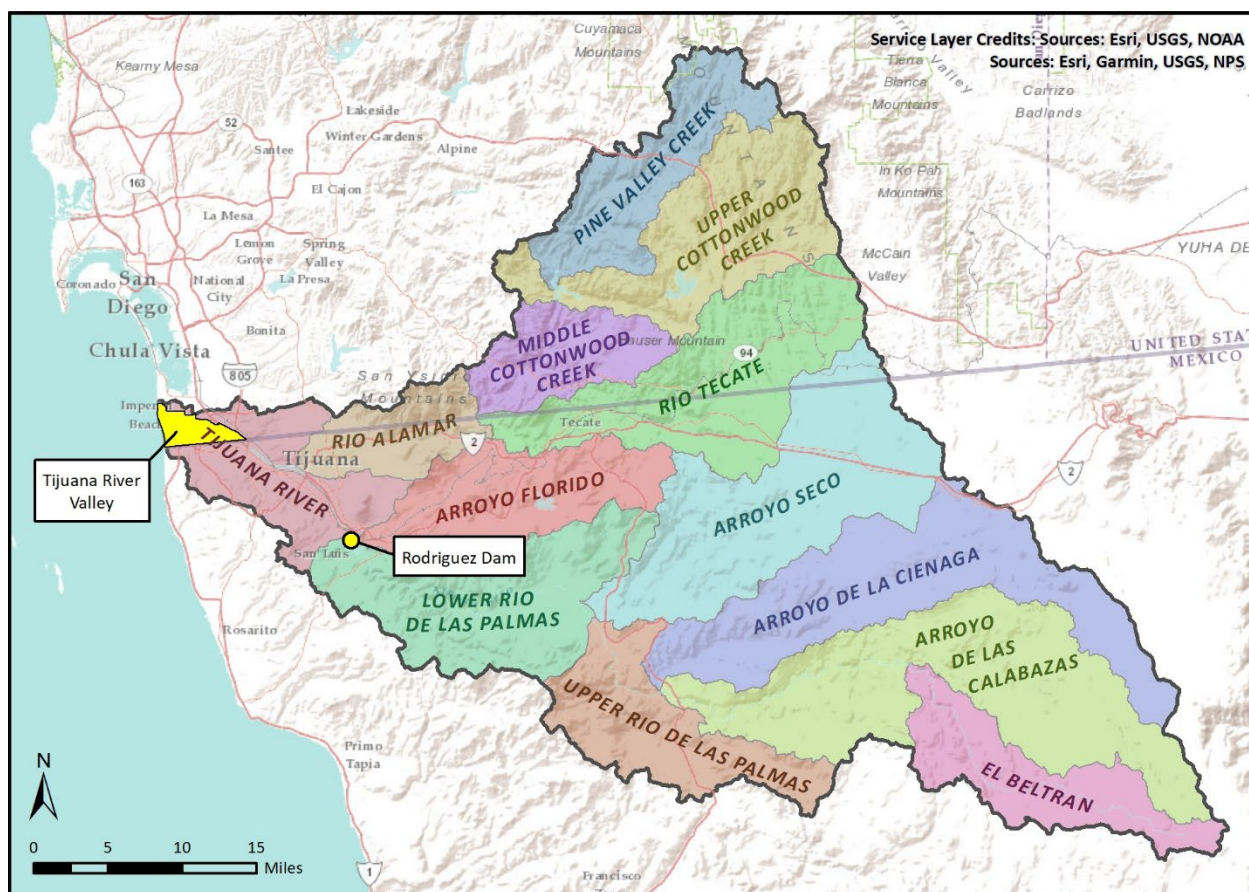 Service Layer Credits: Sources: Esri, USGS, NOAA
Sources: Esri, Garmin, USGS, NPS
Cuyamaca
Mountains
Tierra
Blanca
Mountains
Valley
Carrizo
Badlands
Kearny Mesa
Lakeside
Winter Gardens
Alpine
52
Santee
163
El Cajon
In Ko Pah
Mountains
La Mesa
Lemon
Grove
Spring
Valley
La Presa
National
City
Coronado
San
Diego
Bonita
Chula Vista
805
McCain
Valley
YUHA DE
PINE VALLEY CREEK
UPPER
COTTONWOOD
CREEK
MIDDLE
COTTONWOOD
CREEK
Mountain
94
RIO TECATE
UNITED STAT
MEXICO
San Ysidro
Mountains
Beach
TIJUANA RIVER
RIO ALAMAR
Tijuana
Tecate
2
2
Tijuana River
Valley
ARROYO FLORIDO
ARROYO SECO
San Luis
Rodriguez Dam
LOWER RIO
DE LAS PALMAS
ARROYO DE LA CIENAGA
ARROYO
DE LAS
CALABAZAS
Rosarito
UPPER RIO DE LAS PALMAS
EL BELTRAN
Primo
Tapia
N
0 5 10 15
Miles
1
Francisco